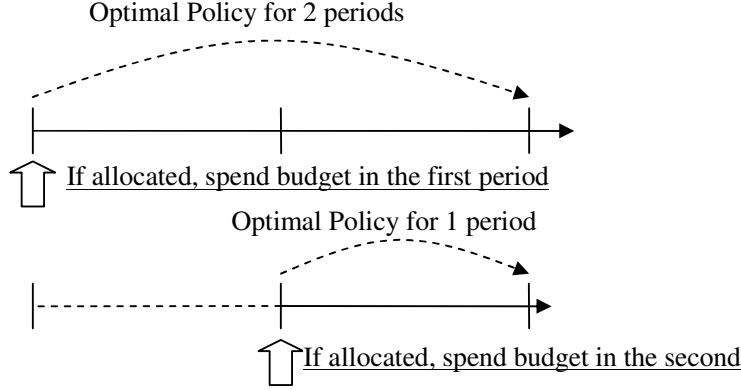 Optimal Policy for 2 periods
If allocated, spend budget in the first period
Optimal Policy for 1 period
If allocated, spend budget in the second